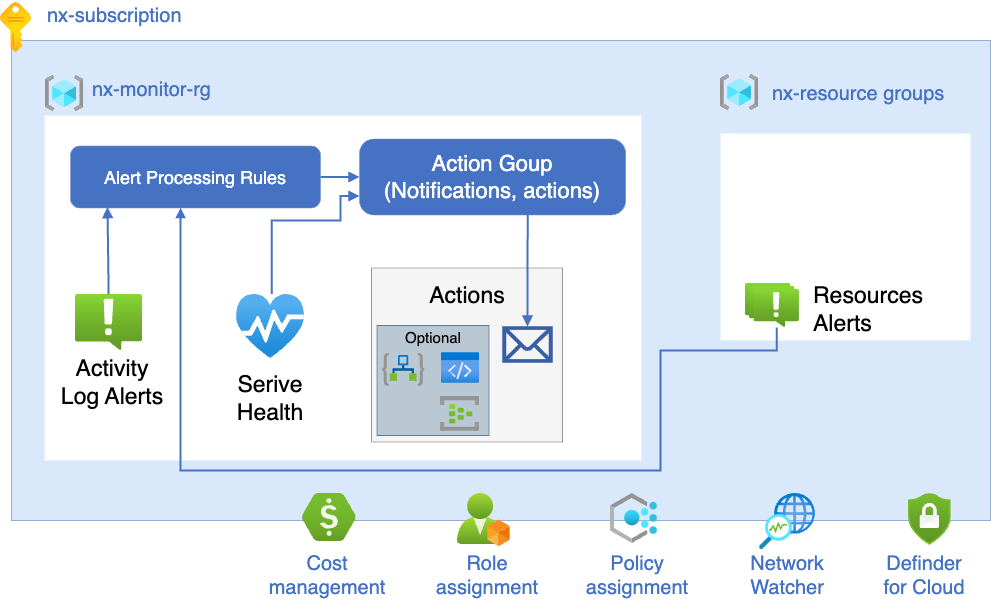 nx-subscription
nx-monitor-rg
nx-resource groups
Alert Processing Rules
Action Goup
(Notifications, actions)
Activity
Log Alerts
Serive
Health
Actions
Optional
Resources
Alerts
Cost
management
Role
assignment
Policy
assignment
Network
Watcher
Definder
for Cloud